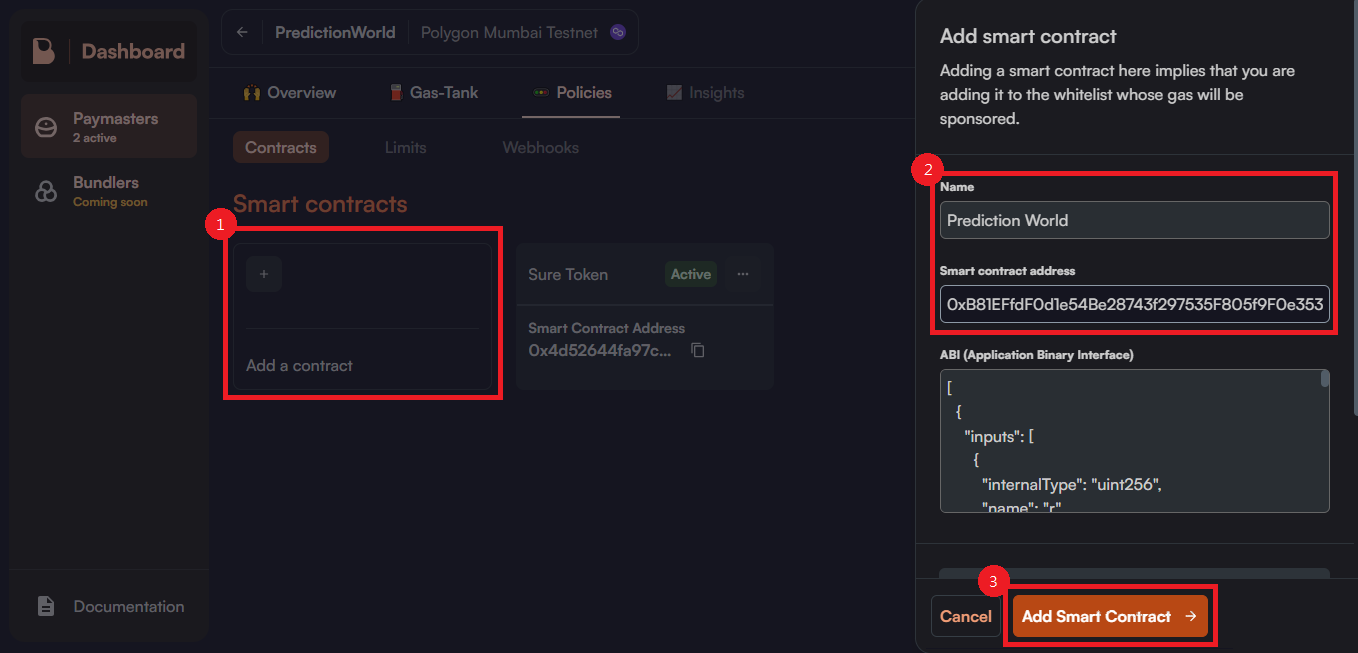 Dashboard
Paymasters
2 active
Bundlers
Coming soon
Documentation
PredictionWorld
Polygon Mumbai Testnet
Overview
Gas-Tank
Policies
Insights
Contracts
Limits
Webhooks
Smart contracts
1
+
Add a contract
Sure Token
Active
...
Smart Contract Address
0x4d52644fa97c...
Add smart contract
Adding a smart contract here implies that you are
adding it to the whitelist whose gas will be
sponsored.
2
Name
Prediction World
Smart contract address
0xB81EFfdF0d1e54Be28743f297535F805f9F0e353
ABI (Application Binary Interface)
[
{
"inputs": [
{
"internalType": "uint256",
"name": "r"
3
Cancel
Add Smart Contract →